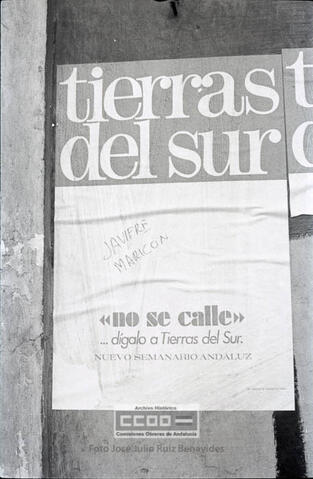 tierras
del sur
t
d
JAVIFRÉ
MARICON
«no se calle»
... dígalo a Tierras del Sur.
NUEVO SEMANARIO ANDALUZ
Archivo Histórico
CCOO
Comisiones Obreras de Andalucía
Foto José Julio Ruiz Benavides